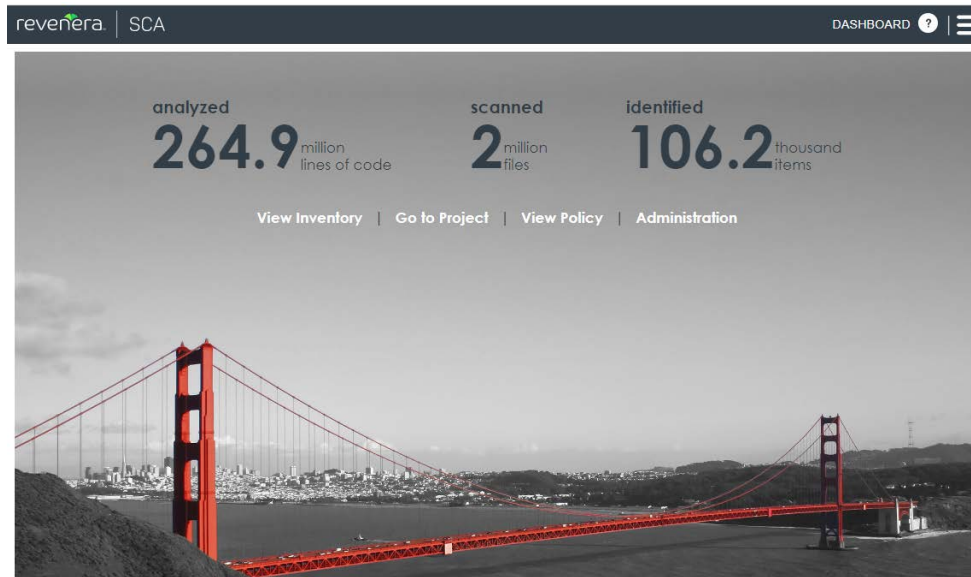 revenera. | SCA
DASHBOARD ? |
analyzed
264.9 million lines of code
scanned
2 million files
identified
106.2 thousand items
View Inventory | Go to Project | View Policy | Administration